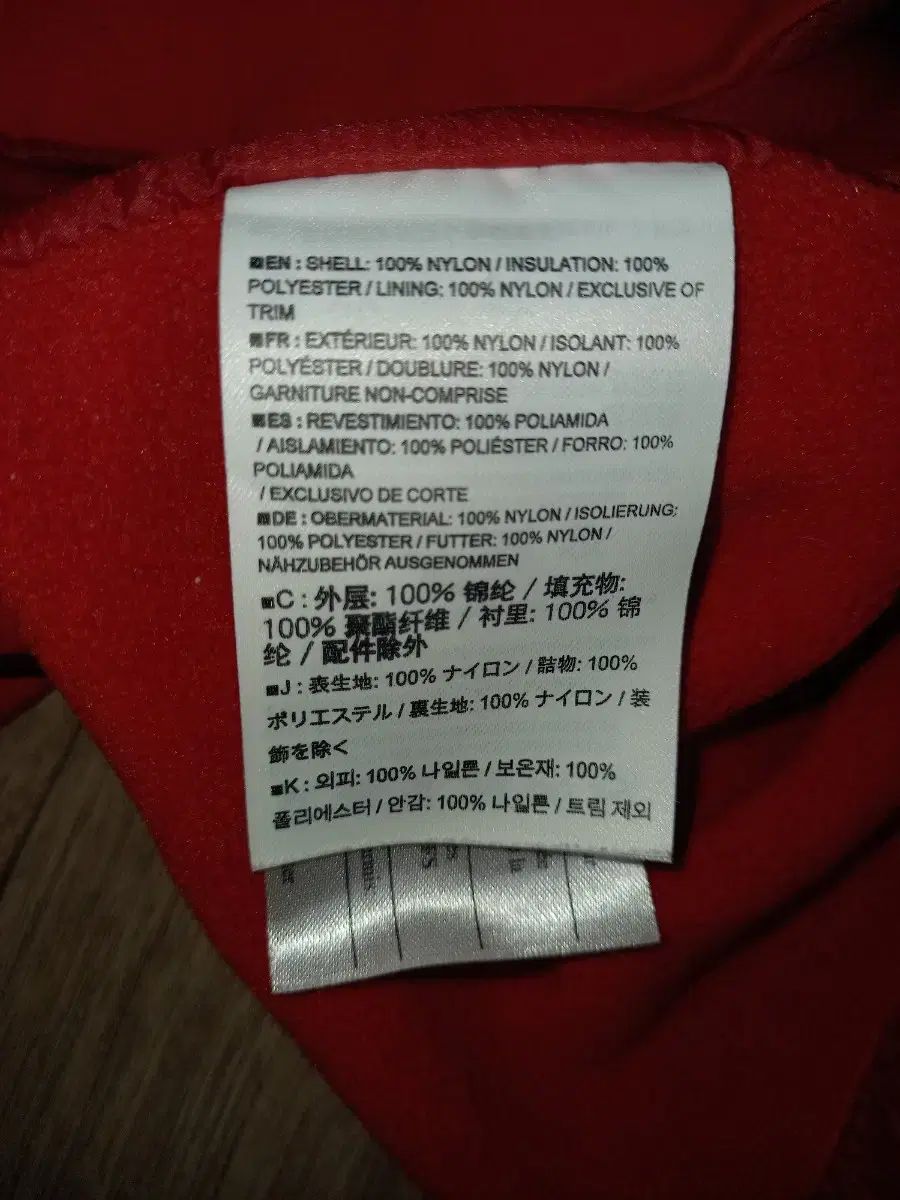 EN : SHELL: 100% NYLON / INSULATION: 100%
POLYESTER / LINING: 100% NYLON / EXCLUSIVE OF
TRIM
FR : EXTÉRIEUR: 100% NYLON / ISOLANT: 100%
POLYÉSTER / DOUBLURE: 100% NYLON /
GARNITURE NON-COMPRISE
ES : REVESTIMIENTO: 100% POLIAMIDA
/ AISLAMIENTO: 100% POLIÉSTER / FORRO: 100%
POLIAMIDA
/ EXCLUSIVO DE CORTE
DE : OBERMATERIAL: 100% NYLON / ISOLIERUNG:
100% POLYESTER / FUTTER: 100% NYLON /
NÄHZUBEHÖR AUSGENOMMEN
C : 外层: 100% 锦纶 / 填充物:
100% 聚酯纤维 / 衬里: 100% 锦
纶 / 配件除外
J : 表生地: 100% ナイロン / 詰物: 100%
ポリエステル / 裏生地: 100% ナイロン / 装
飾を除く
K : 외피: 100% 나일론 / 보온재: 100%
폴리에스터 / 안감: 100% 나일론 / 트림 제외